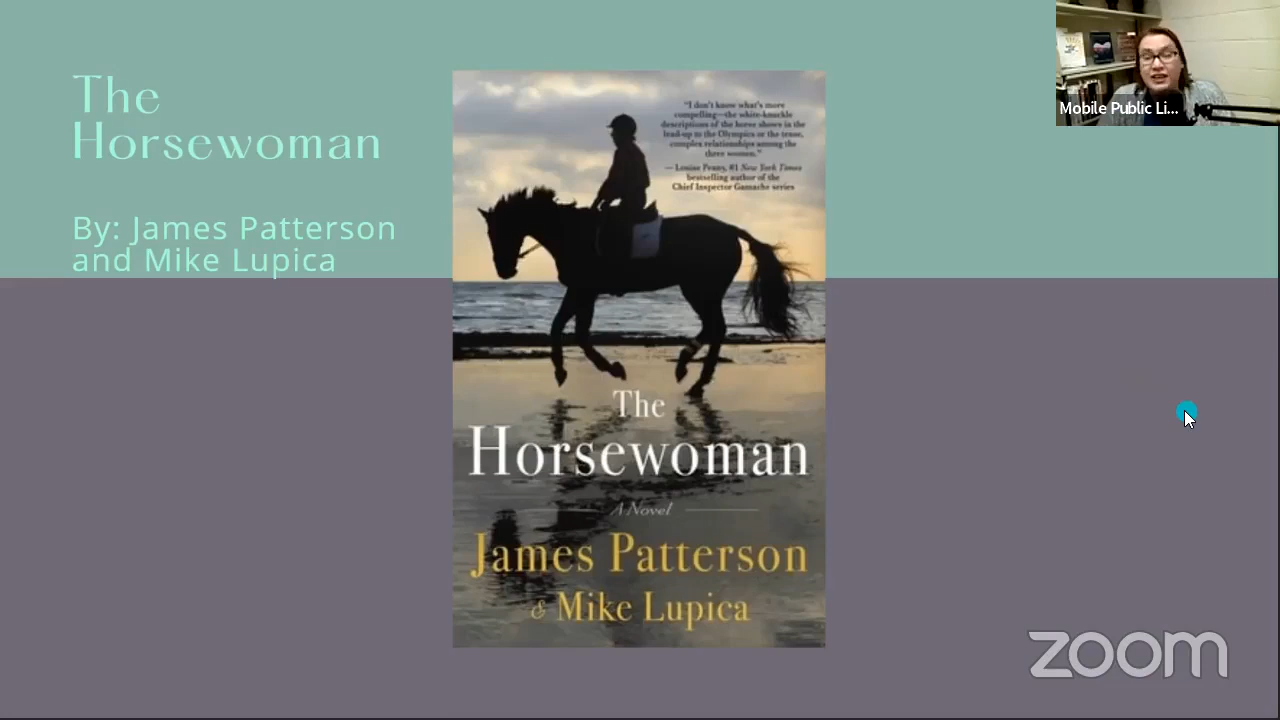 The
Horsewoman
By: James Patterson
and Mike Lupica
"I don't know what's more
compelling—the white-knuckle
descriptions of the horse shows in the
lead-up to the Olympics or the tense,
complex relationships among the
three women."
— Louise Penny, #1 New York Times
bestselling author of the
Chief Inspector Gamache series
The
Horsewoman
A Novel
James Patterson
& Mike Lupica
Mobile Public Li...
zoom